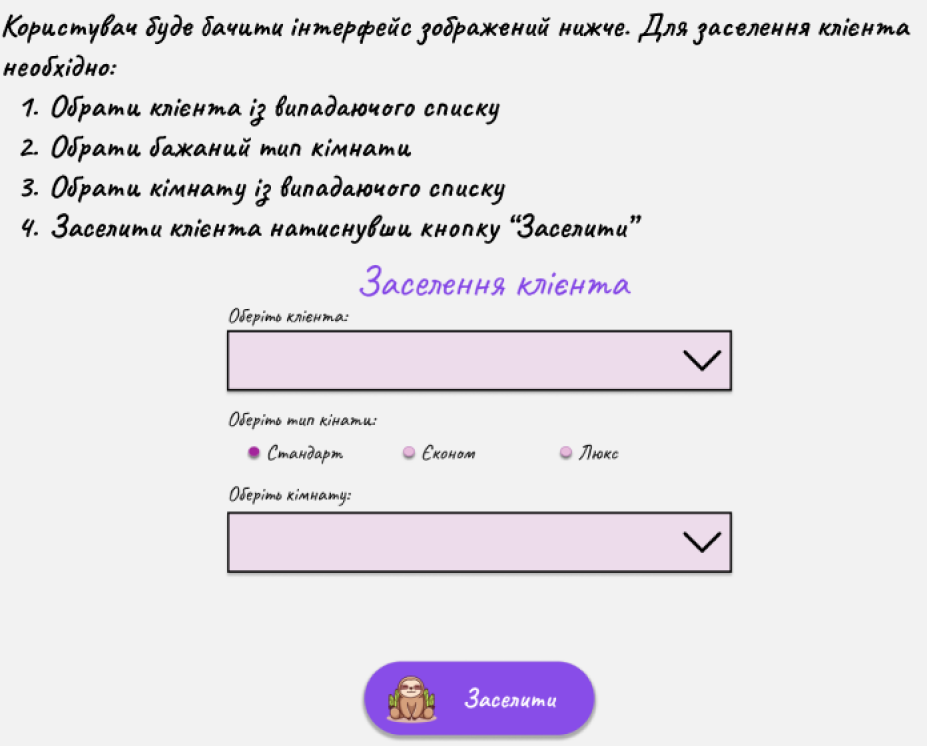 Користувач буде бачити інтерфейс зображений нижче. Для заселення клієнта
необхідно:
1. Обрати клієнта із випадаючого списку
2. Обрати бажаний тип кімнати
3. Обрати кімнату із випадаючого списку
4. Заселити клієнта натиснувши кнопку “Заселити”
Заселення клієнта
Оберіть клієнта:
Оберіть тип кінати:
Стандарт Економ Люкс
Оберіть кімнату:
Заселити